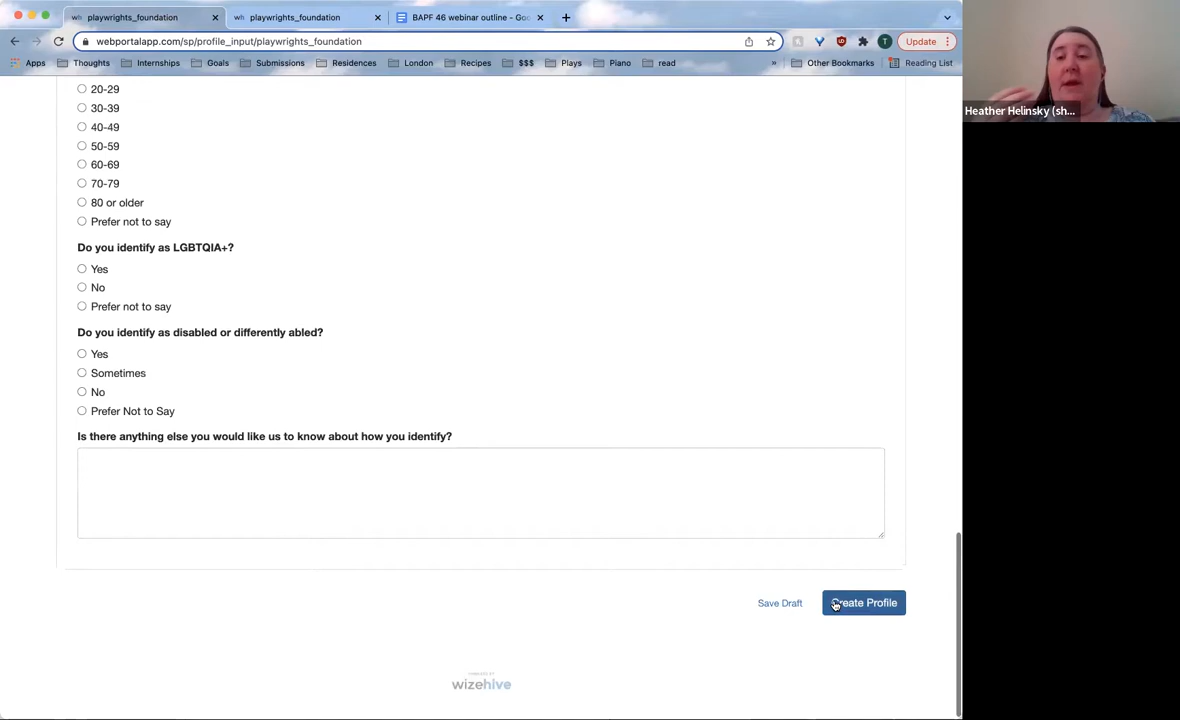 playwrights_foundation
playwrights_foundation
BAPF 46 webinar outline - Goo
webportalapp.com/sp/profile_input/playwrights_foundation
T
Update
Apps
Thoughts
Internships
Goals
Submissions
Residences
London
Recipes
$$$
Plays
Piano
read
»
Other Bookmarks
Reading List
Heather Helinsky (sh...
20-29
30-39
40-49
50-59
60-69
70-79
80 or older
Prefer not to say
Do you identify as LGBTQIA+?
Yes
No
Prefer not to say
Do you identify as disabled or differently abled?
Yes
Sometimes
No
Prefer Not to Say
Is there anything else you would like us to know about how you identify?
Save Draft
Create Profile
POWERED BY
wizehive